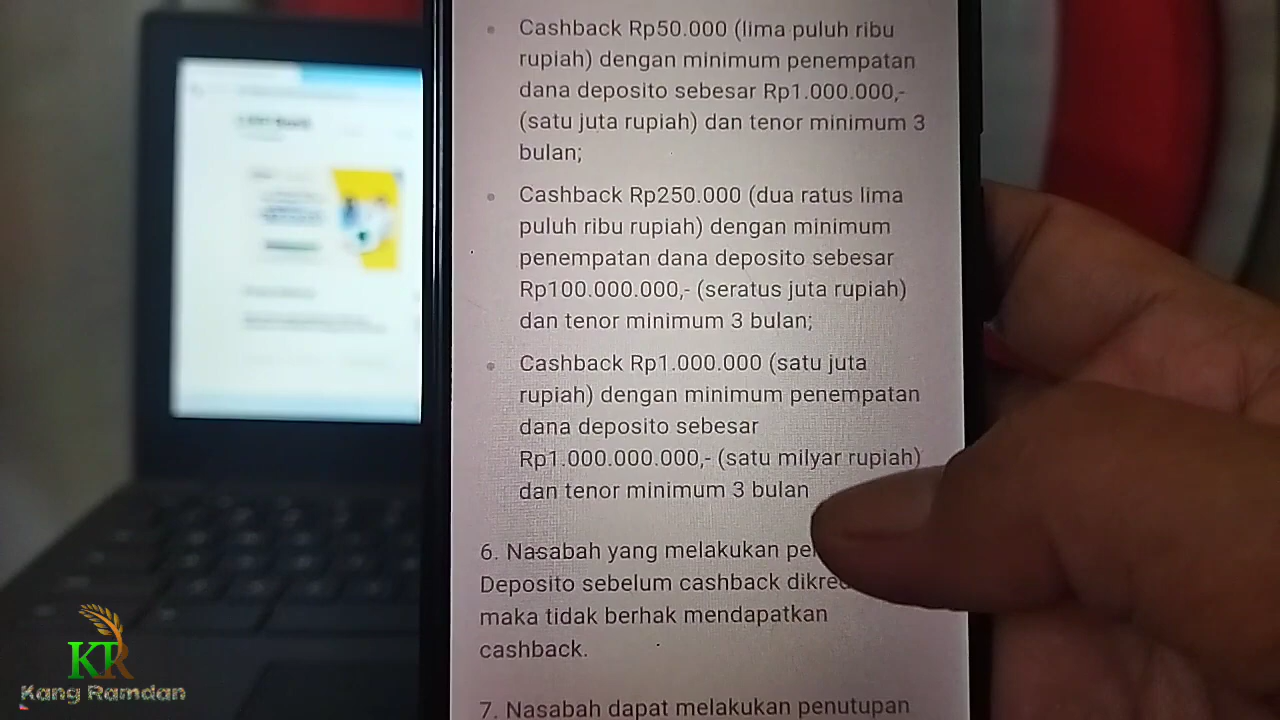 Cashback Rp50.000 (lima puluh ribu
rupiah) dengan minimum penempatan
dana deposito sebesar Rp1.000.000,-
(satu juta rupiah) dan tenor minimum 3
bulan;
Cashback Rp250.000 (dua ratus lima
puluh ribu rupiah) dengan minimum
penempatan dana deposito sebesar
Rp100.000.000,- (seratus juta rupiah)
dan tenor minimum 3 bulan;
Cashback Rp1.000.000 (satu juta
rupiah) dengan minimum penempatan
dana deposito sebesar
Rp1.000.000.000,- (satu milyar rupiah)
dan tenor minimum 3 bulan
6. Nasabah yang melakukan
Deposito sebelum cashback
maka tidak berhak mendapatkan
cashback.
7. Nasabah dapat melakukan penutupan
KTR
Kang Ramdan